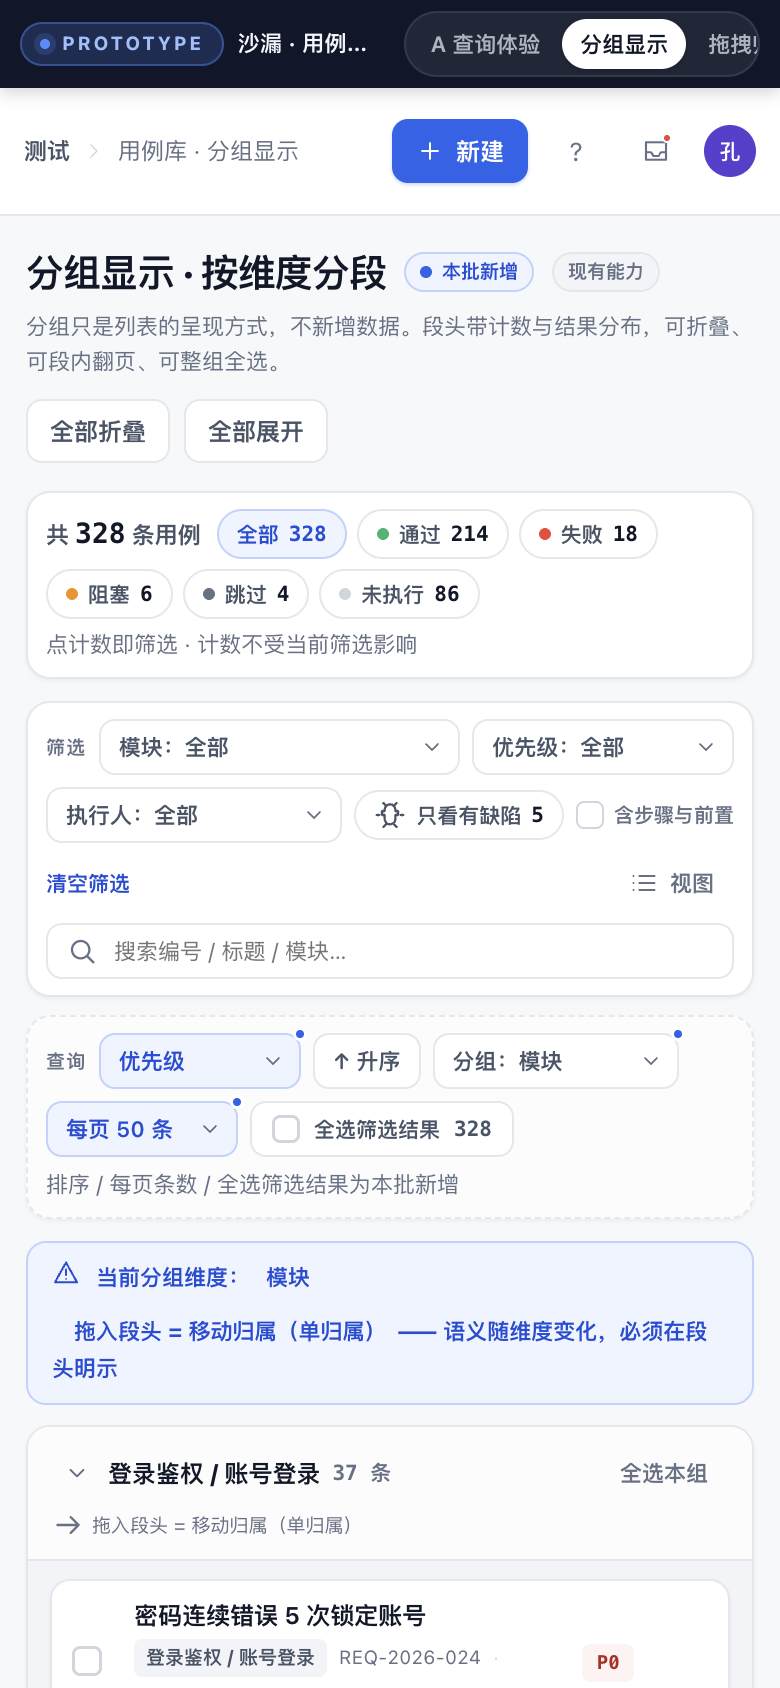 PROTOTYPE 沙漏 · 用例... A 查询体验 分组显示 拖拽
测试 用例库 · 分组显示 + 新建 ? 孔
分组显示 · 按维度分段 本批新增 现有能力
分组只是列表的呈现方式，不新增数据。段头带计数与结果分布，可折叠、
可段内翻页、可整组全选。
全部折叠 全部展开
共 328 条用例 全部 328 通过 214 失败 18
阻塞 6 跳过 4 未执行 86
点计数即筛选 · 计数不受当前筛选影响
筛选 模块：全部 优先级：全部
执行人：全部 只看有缺陷 5 含步骤与前置
清空筛选 视图
搜索编号 / 标题 / 模块...
查询 优先级 ↑ 升序 分组：模块
每页 50 条 全选筛选结果 328
排序 / 每页条数 / 全选筛选结果为本批新增
当前分组维度： 模块
拖入段头 = 移动归属（单归属） —— 语义随维度变化，必须在段
头明示
登录鉴权 / 账号登录 37 条 全选本组
→ 拖入段头 = 移动归属（单归属）
密码连续错误 5 次锁定账号
登录鉴权 / 账号登录 REQ-2026-024 · P0